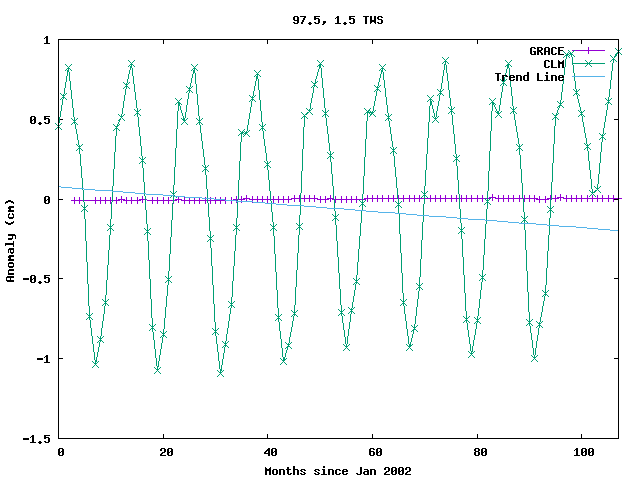 97.5, 1.5 TWS
GRACE
CLM
Trend Line
1
0.5
0
-0.5
-1
-1.5
Anomaly (cm)
0 20 40 60 80 100
Months since Jan 2002